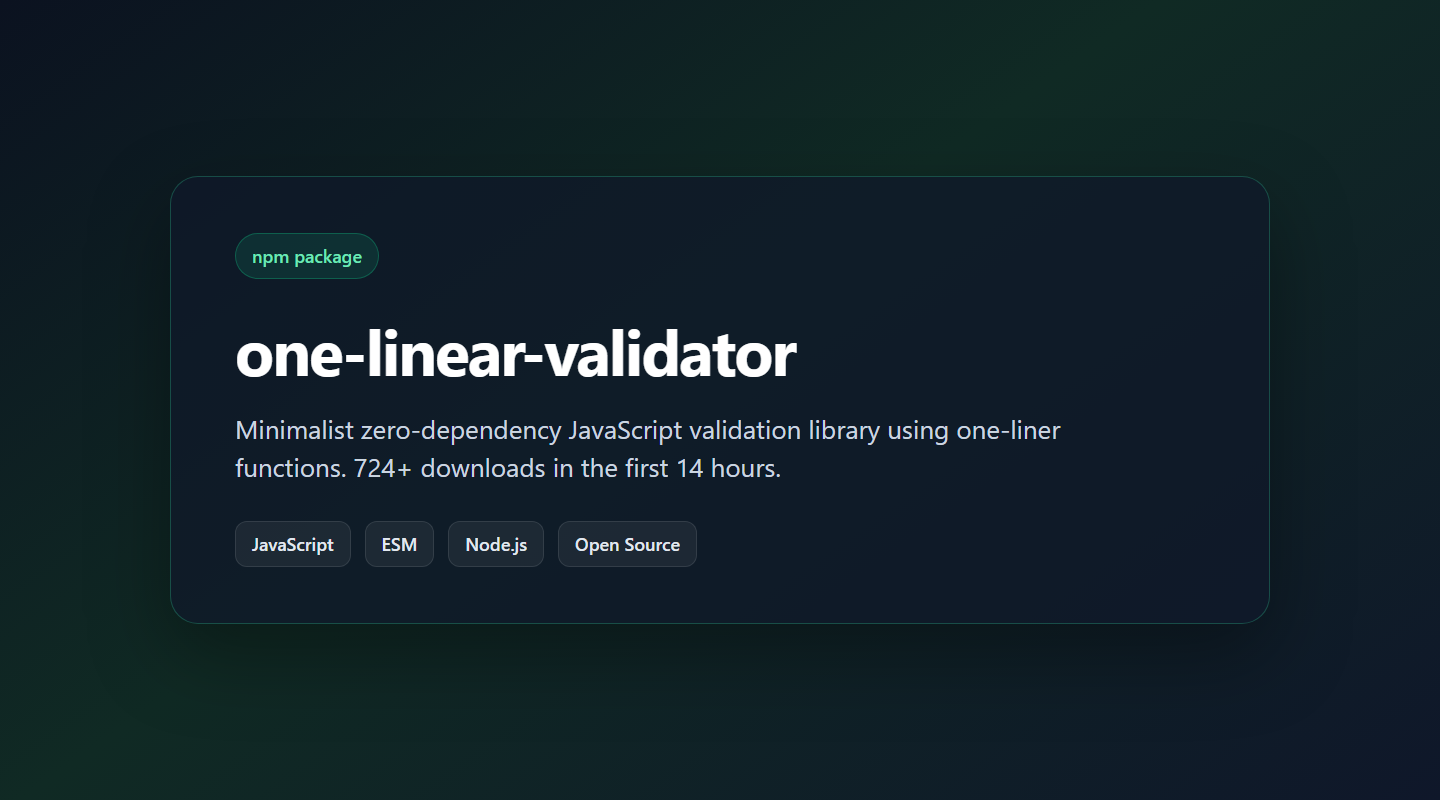 npm package
one-linear-validator
Minimalist zero-dependency JavaScript validation library using one-liner
functions. 724+ downloads in the first 14 hours.
JavaScript ESM Node.js Open Source